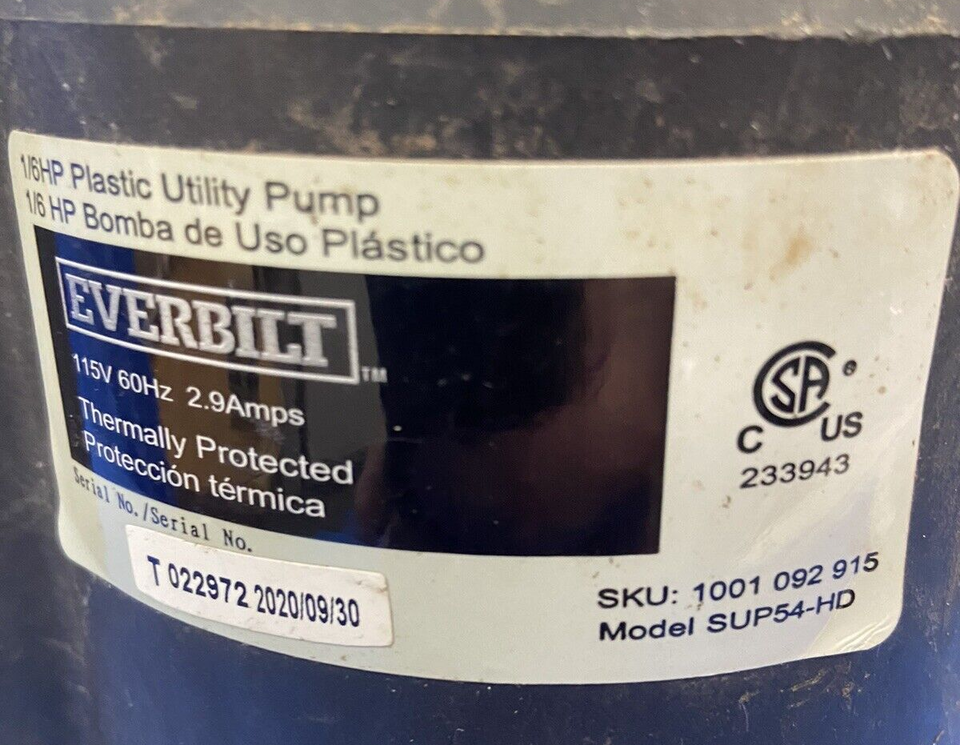 1/6HP Plastic Utility Pump
1/6 HP Bomba de Uso Plástico
EVERBILT™
115V 60Hz 2.9Amps
Thermally Protected
Protección térmica
Serial No./Serial No.
T 022972 2020/09/30
CSA®
C US
233943
SKU: 1001 092 915
Model SUP54-HD